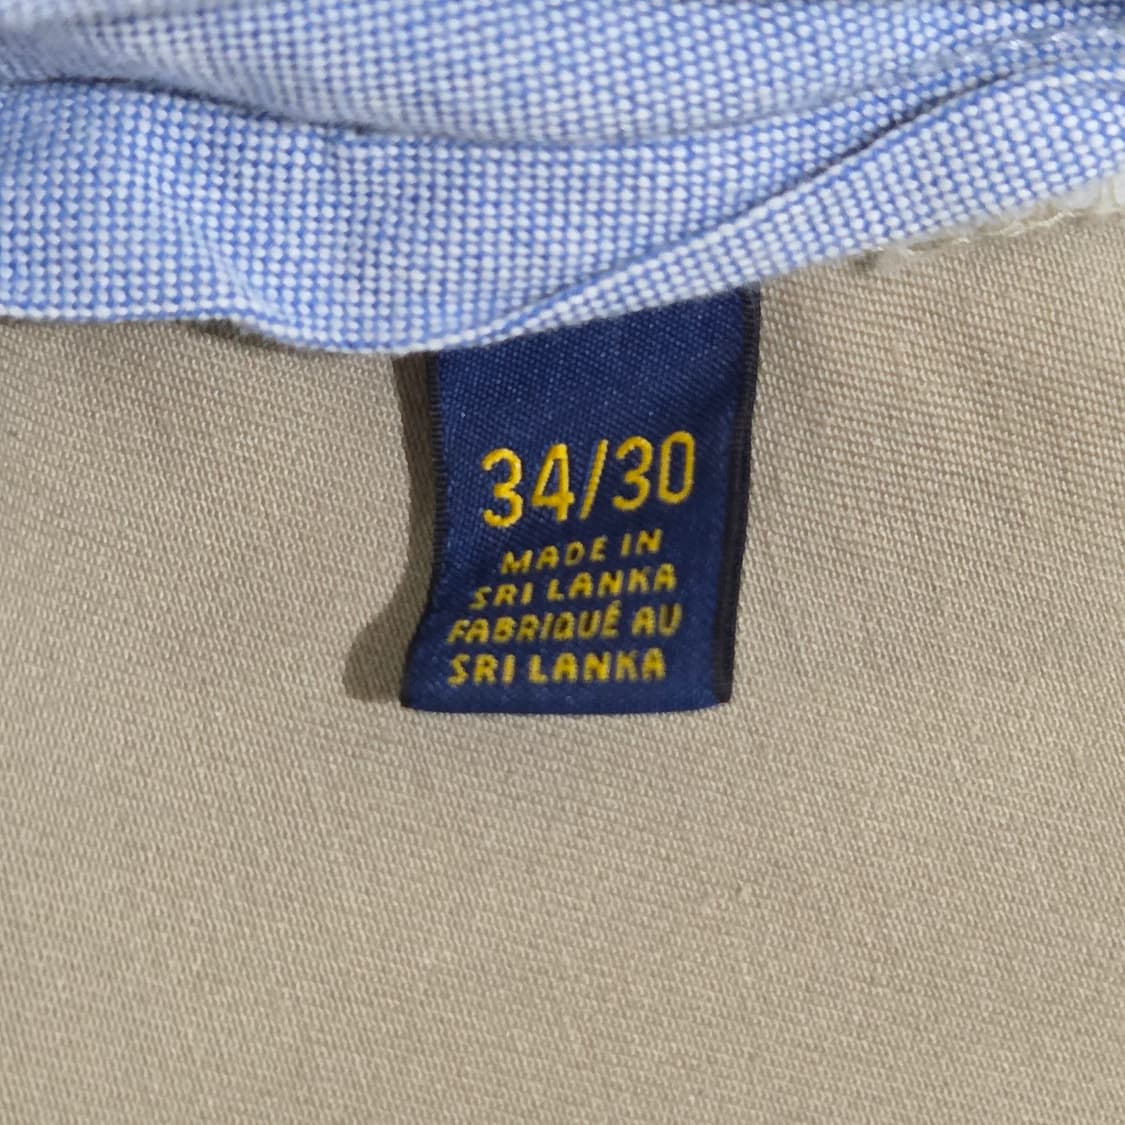 34/30
MADE IN
SRI LANKA
FABRIQUÉ AU
SRI LANKA